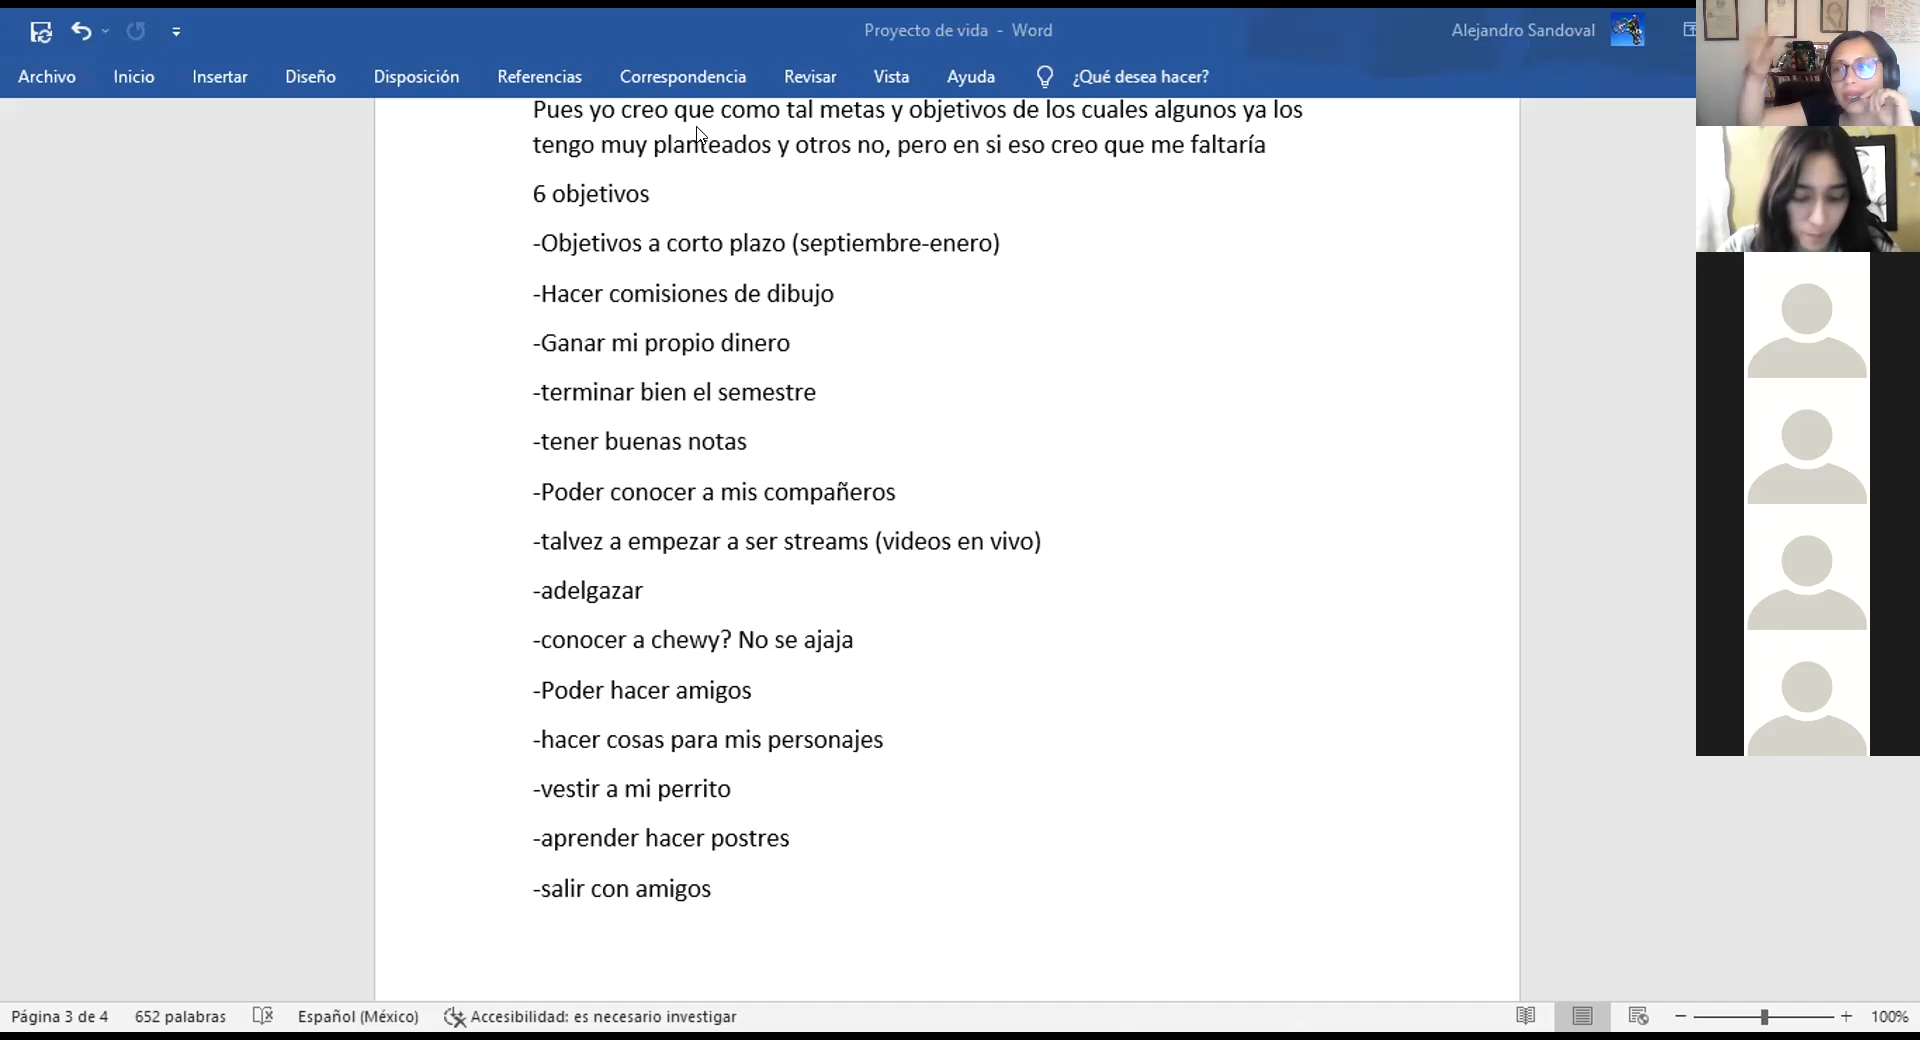 Proyecto de vida - Word
Alejandro Sandoval
Archivo Inicio Insertar Diseño Disposición Referencias Correspondencia Revisar Vista Ayuda ¿Qué desea hacer?
Pues yo creo que como tal metas y objetivos de los cuales algunos ya los
tengo muy planteados y otros no, pero en si eso creo que me faltaría
6 objetivos
-Objetivos a corto plazo (septiembre-enero)
-Hacer comisiones de dibujo
-Ganar mi propio dinero
-terminar bien el semestre
-tener buenas notas
-Poder conocer a mis compañeros
-talvez a empezar a ser streams (videos en vivo)
-adelgazar
-conocer a chewy? No se ajaja
-Poder hacer amigos
-hacer cosas para mis personajes
-vestir a mi perrito
-aprender hacer postres
-salir con amigos
Página 3 de 4 652 palabras Español (México) Accesibilidad: es necesario investigar 100%